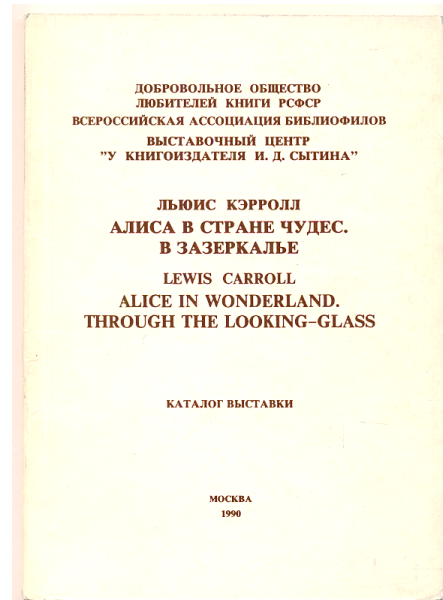 ДОБРОВОЛЬНОЕ ОБЩЕСТВО
ЛЮБИТЕЛЕЙ КНИГИ РСФСР
ВСЕРОССИЙСКАЯ АССОЦИАЦИЯ БИБЛИОФИЛОВ
ВЫСТАВОЧНЫЙ ЦЕНТР
"У КНИГОИЗДАТЕЛЯ И. Д. СЫТИНА"
ЛЬЮИС КЭРРОЛЛ
АЛИСА В СТРАНЕ ЧУДЕС.
В ЗАЗЕРКАЛЬЕ
LEWIS CARROLL
ALICE IN WONDERLAND.
THROUGH THE LOOKING-GLASS
КАТАЛОГ ВЫСТАВКИ
МОСКВА
1990